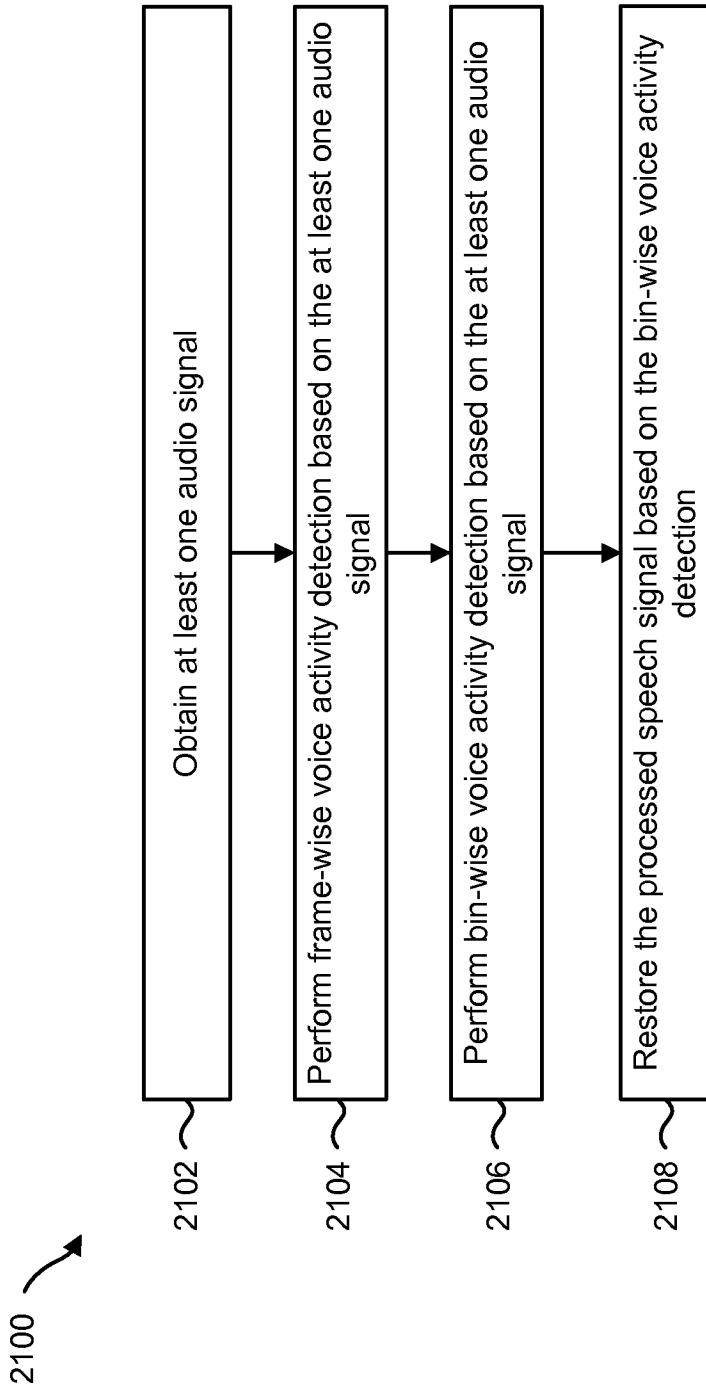 2100
2102
Obtain at least one audio signal
2104
Perform frame-wise voice activity detection based on the at least one audio
signal
2106
Perform bin-wise voice activity detection based on the at least one audio
signal
2108
Restore the processed speech signal based on the bin-wise voice activity
detection